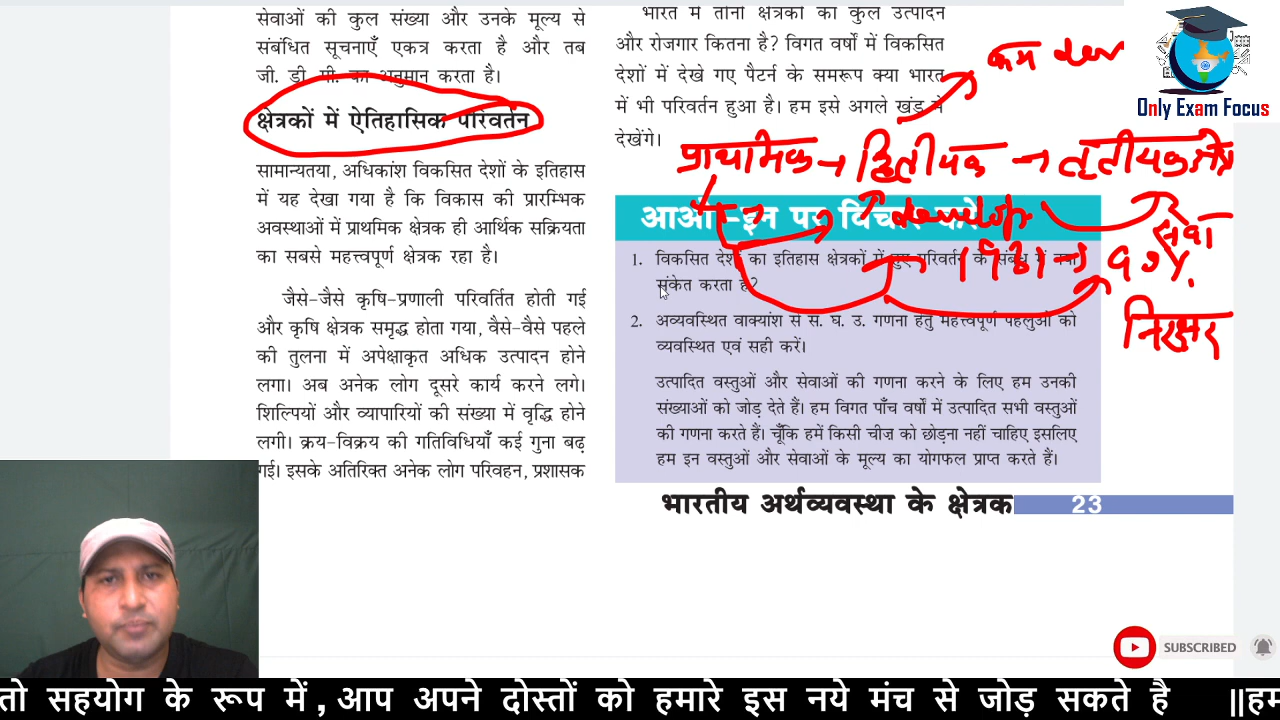 सेवाओं की कुल संख्या और उनके मूल्य से
संबंधित सूचनाएँ एकत्र करता है और तब
जी. डी. पी. का अनुमान करता है।
क्षेत्रकों में ऐतिहासिक परिवर्तन
सामान्यतया, अधिकांश विकसित देशों के इतिहास
में यह देखा गया है कि विकास की प्रारम्भिक
अवस्थाओं में प्राथमिक क्षेत्रक ही आर्थिक सक्रियता
का सबसे महत्त्वपूर्ण क्षेत्रक रहा है।
जैसे-जैसे कृषि-प्रणाली परिवर्तित होती गई
और कृषि क्षेत्रक समृद्ध होता गया, वैसे-वैसे पहले
की तुलना में अपेक्षाकृत अधिक उत्पादन होने
लगा। अब अनेक लोग दूसरे कार्य करने लगे।
शिल्पियों और व्यापारियों की संख्या में वृद्धि होने
लगी। क्रय-विक्रय की गतिविधियाँ कई गुना बढ़
गई। इसके अतिरिक्त अनेक लोग परिवहन, प्रशासक
भारत में तीनों क्षेत्रकों का कुल उत्पादन
और रोजगार कितना है? विगत वर्षों में विकसित
देशों में देखे गए पैटर्न के समरूप क्या भारत
में भी परिवर्तन हुआ है। हम इसे अगले खंड में
देखेंगे।
कम
प्राथमिक → द्वितीयक → तृतीयक
develop
सेवा
निरक्षर
आओ-इन पर विचार करें
1. विकसित देशों का इतिहास क्षेत्रकों में हुए परिवर्तन के संबंध में क्या
संकेत करता है?
2. अव्यवस्थित वाक्यांश से स. घ. उ. गणना हेतु महत्त्वपूर्ण पहलुओं को
व्यवस्थित एवं सही करें।
उत्पादित वस्तुओं और सेवाओं की गणना करने के लिए हम उनकी
संख्याओं को जोड़ देते हैं। हम विगत पाँच वर्षों में उत्पादित सभी वस्तुओं
की गणना करते हैं। चूँकि हमें किसी चीज़ को छोड़ना नहीं चाहिए इसलिए
हम इन वस्तुओं और सेवाओं के मूल्य का योगफल प्राप्त करते हैं।
भारतीय अर्थव्यवस्था के क्षेत्रक 23
Only Exam Focus
SUBSCRIBED
तो सहयोग के रूप में , आप अपने दोस्तों को हमारे इस नये मंच से जोड़ सकते है ||हम